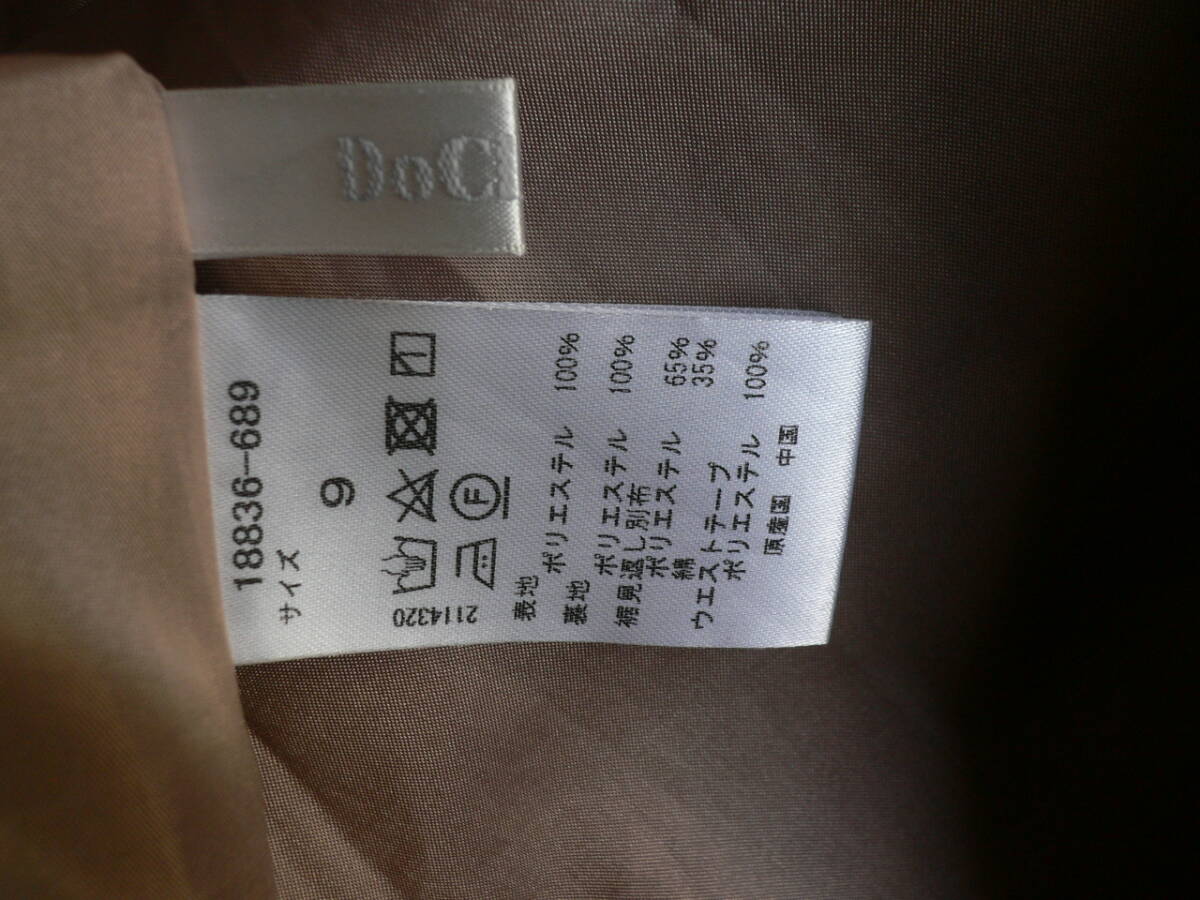 DoC
18836-689
サイズ
9
F
2114320
表地
ポリエステル 100%
裏地
ポリエステル 100%
裾見返し別布
ポリエステル 65%
綿 35%
ウエストテープ
ポリエステル 100%
原産国 中国